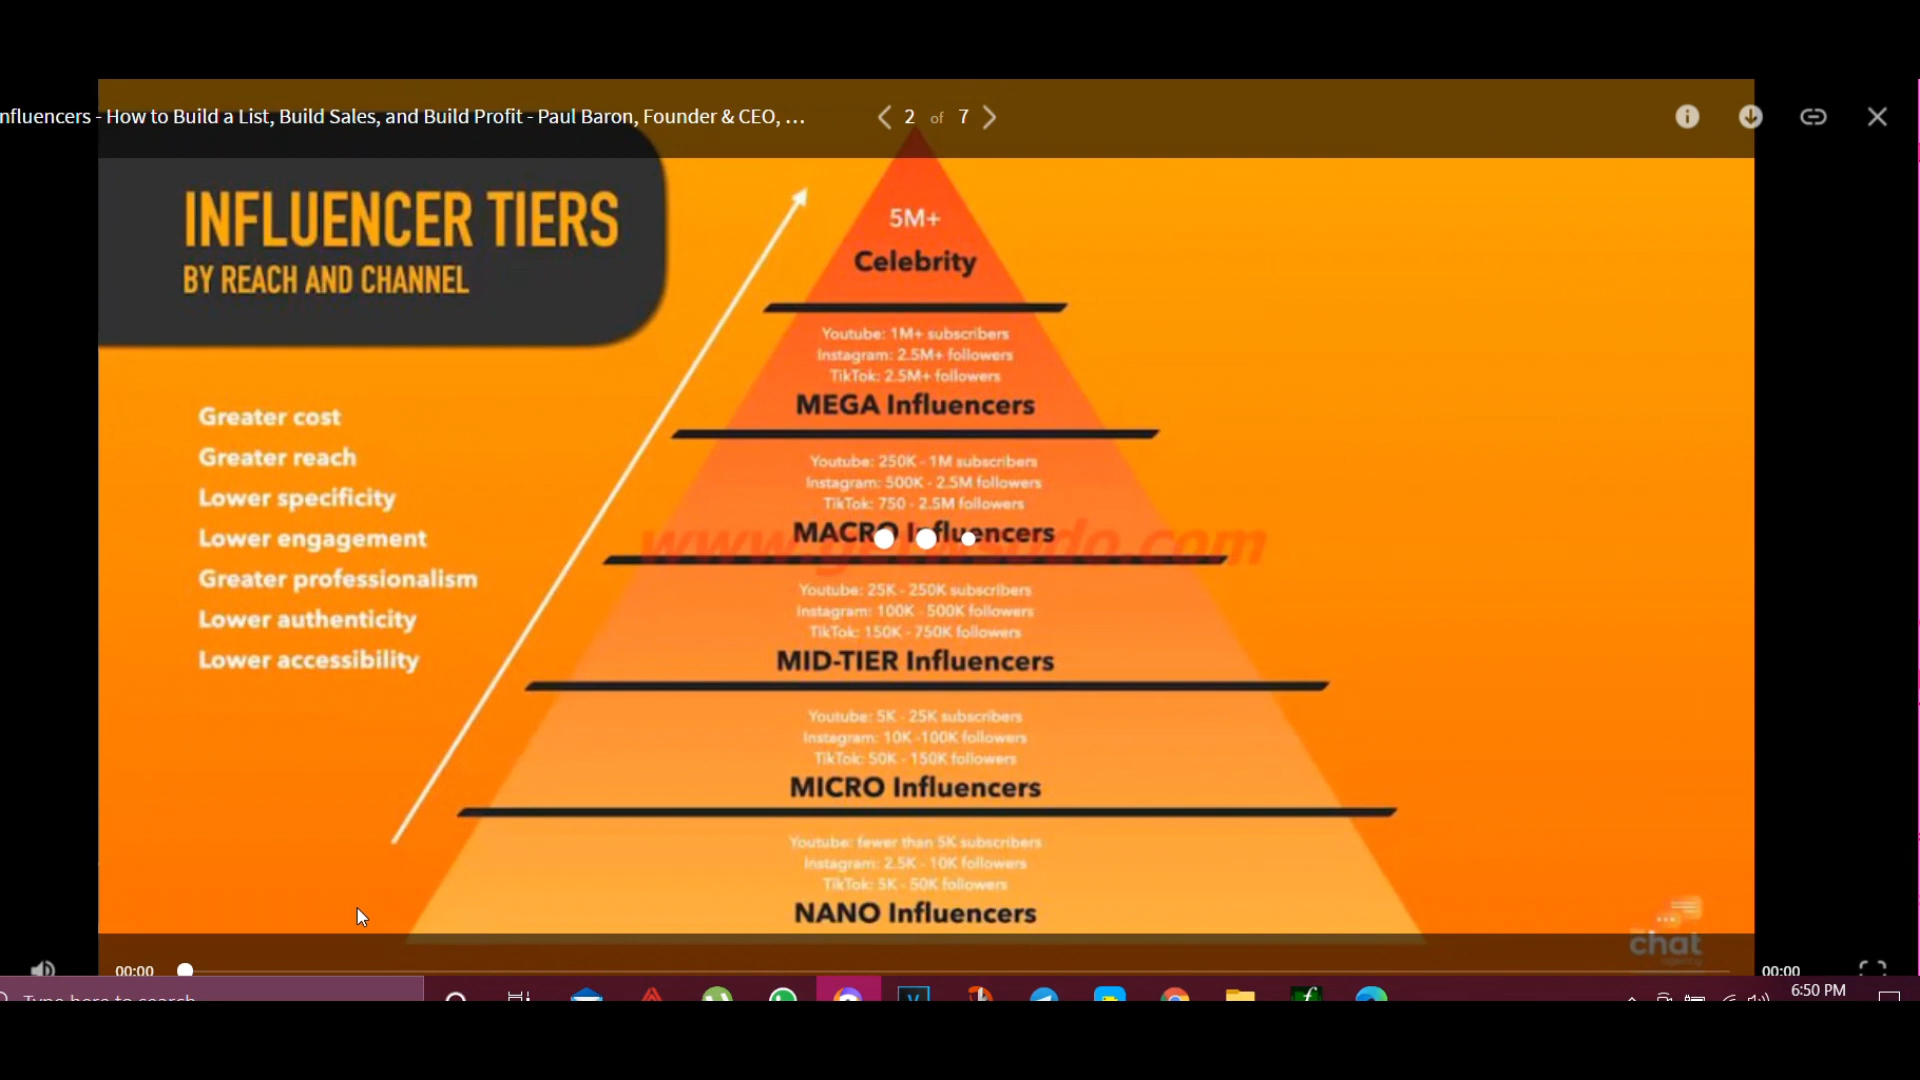 nfluencers - How to Build a List, Build Sales, and Build Profit - Paul Baron, Founder & CEO, ...
2 of 7
INFLUENCER TIERS
BY REACH AND CHANNEL
Greater cost
Greater reach
Lower specificity
Lower engagement
Greater professionalism
Lower authenticity
Lower accessibility
5M+
Celebrity
Youtube: 1M+ subscribers
Instagram: 2.5M+ followers
TikTok: 2.5M+ followers
MEGA Influencers
Youtube: 250K - 1M subscribers
Instagram: 500K - 2.5M followers
TikTok: 750 - 2.5M followers
MACRO Influencers
Youtube: 25K - 250K subscribers
Instagram: 100K - 500K followers
TikTok: 150K - 750K followers
MID-TIER Influencers
Youtube: 5K - 25K subscribers
Instagram: 10K -100K followers
TikTok: 50K - 150K followers
MICRO Influencers
Youtube: fewer than 5K subscribers
Instagram: 2.5K - 10K followers
TikTok: 5K - 50K followers
NANO Influencers
chat
00:00
00:00
Type here to search
6:50 PM